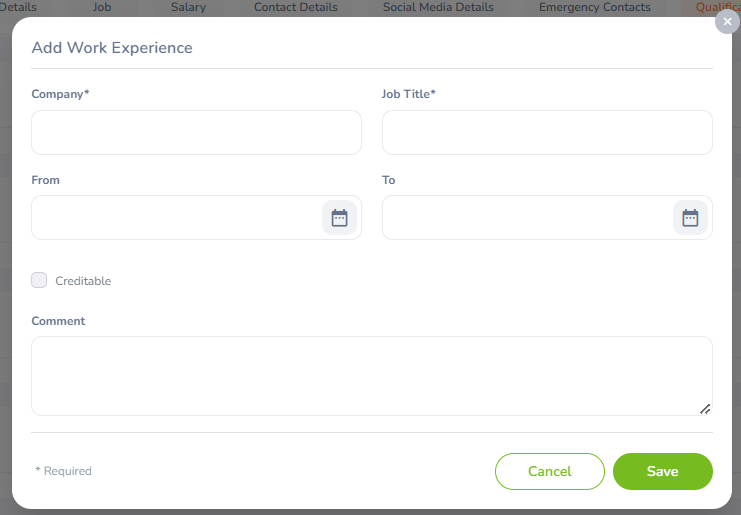 Details Job Salary Contact Details Social Media Details Emergency Contacts Qualifica
Add Work Experience
Company* Job Title*
From To
Creditable
Comment
* Required Cancel Save